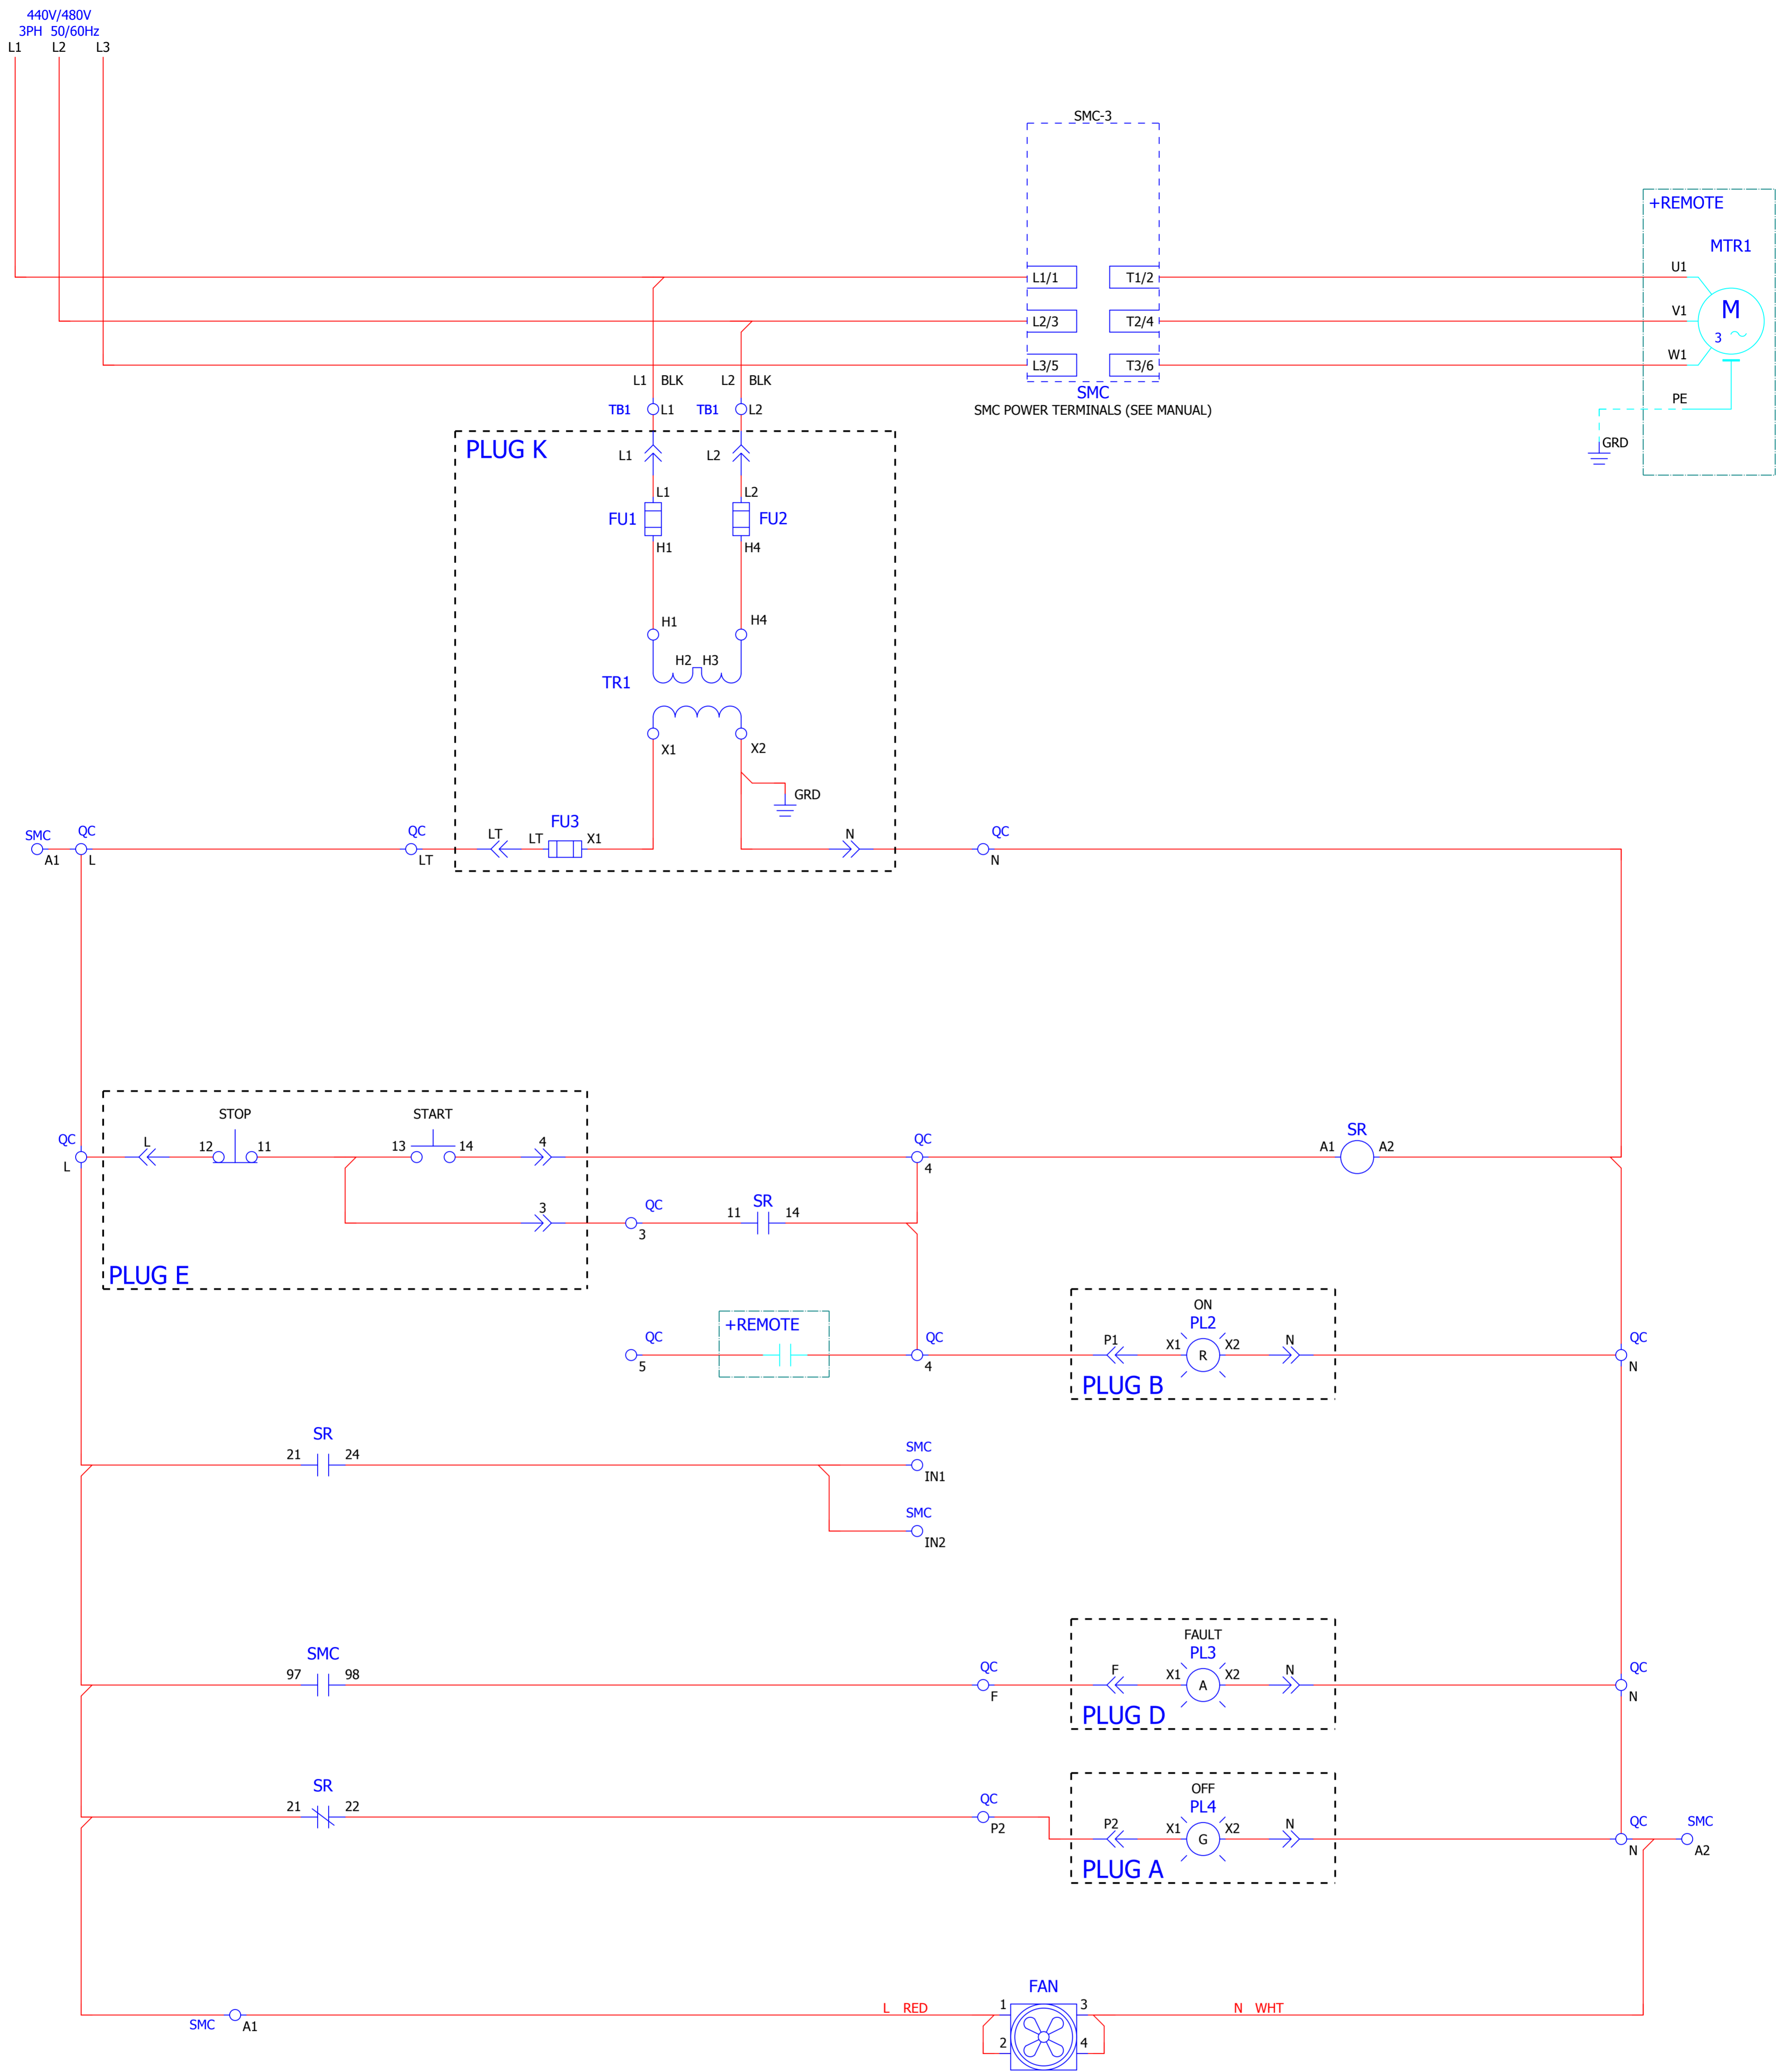 440V/480V
3PH 50/60Hz
L1 L2 L3
SMC-3
+REMOTE
MTR1
L1/1 T1/2 U1
L2/3 T2/4 V1
M
3
L3/5 T3/6 W1
SMC
SMC POWER TERMINALS (SEE MANUAL)
PE
GRD
L1 BLK L2 BLK
TB1 L1 TB1 L2
PLUG K
L1 L2
L1 L2
FU1 FU2
H1 H4
H1 H4
H2 H3
TR1
X1 X2
GRD
SMC QC QC LT LT FU3 X1 N QC
A1 L LT N
STOP START
QC L 12 11 13 14 4 QC A1 SR A2
L 4
3 QC 11 SR 14
3
PLUG E
+REMOTE
ON
PL2
QC QC P1 X1 R X2 N QC
5 4 N
PLUG B
SR
21 24 SMC
IN1
SMC
IN2
FAULT
PL3
SMC
97 98 QC F X1 A X2 N QC
F N
PLUG D
OFF
PL4
SR
21 22 QC P2 X1 G X2 N QC SMC
P2 N A2
PLUG A
FAN
L RED 1 3 N WHT
SMC A1
2 4